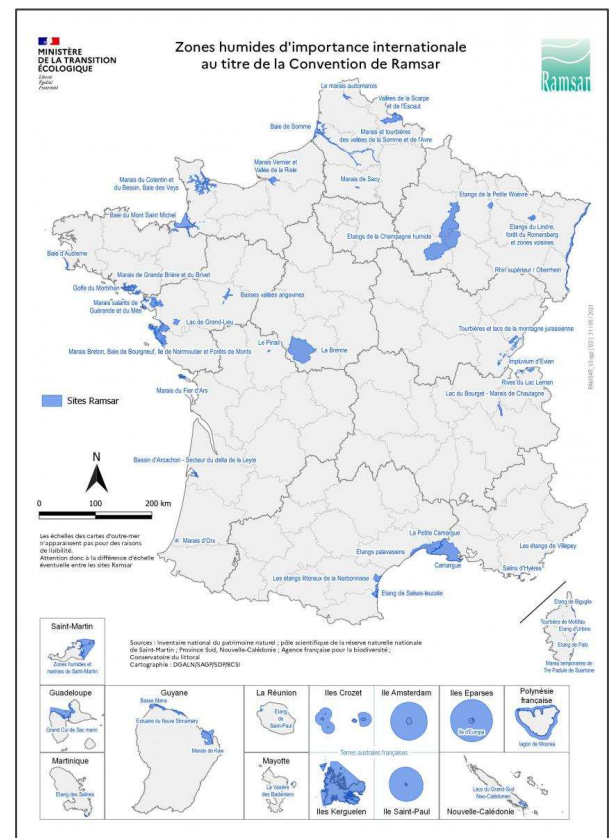 MINISTÈRE
DE LA TRANSITION
ÉCOLOGIQUE
Liberté
Égalité
Fraternité
Zones humides d'importance internationale
au titre de la Convention de Ramsar
Ramsar
Le marais audomarois
Vallées de la Scarpe
et de l'Escaut
Baie de Somme
Marais et tourbières
des vallées de la Somme et de l'Avre
Marais Vernier et
Vallée de la Risle
Marais du Cotentin et
du Bessin, Baie des Veys
Marais de Sacy
Etangs de la Petite Woëvre
Baie du Mont Saint Michel
Etangs de la Champagne humide
Etangs du Lindre,
forêt du Romersberg
et zones voisines
Baie d'Audierne
Rhin supérieur / Oberrhein
Marais de Grande Brière et du Brivet
Golfe du Morbihan
Basses vallées angevines
Marais salants de
Guérande et du Mès
Lac de Grand-Lieu
Tourbières et lacs de la montagne jurassienne
Le Pinail
La Brenne
Marais Breton, Baie de Bourgneuf, Ile de Noirmoutier et Forêts de Monts
Impluvium d'Evian
Rives du Lac Léman
Marais du Fier d'Ars
Lac du Bourget - Marais de Chautagne
Sites Ramsar
Bassin d'Arcachon - Secteur du delta de la Leyre
N
0 100 200 km
Les échelles des cartes d'outre-mer
n'apparaissent pas pour des raisons
de lisibilité.
Attention donc à la différence d'échelle
éventuelle entre les sites Ramsar
Marais d'Orx
La Petite Camargue
Etangs palavasiens
Camargue
Les étangs de Villepey
Salins d'Hyères
Les étangs littoraux de la Narbonnaise
Etang de Salses-leucate
Etang de Biguglia
Tourbière de Moltifao
Etang d'Urbino
Etang de Palo
Mares temporaires de
Tre Padule de Suartone
Sources : Inventaire national du patrimoine naturel ; pôle scientifique de la réserve naturelle nationale
de Saint-Martin ; Province Sud, Nouvelle-Calédonie ; Agence française pour la biodiversité ;
Conservatoire du littoral
Cartographie : DGALN/SAGP/SDP/BCSI
Saint-Martin
Zones humides et
marines de Saint-Martin
Guadeloupe
Grand Cul de Sac marin
Martinique
Etang des Salines
Guyane
Basse Mana
Estuaire du fleuve Sinnamary
Marais de Kaw
La Réunion
Etang
de
Saint-Paul
Mayotte
La Vasière
des Badamiers
Iles Crozet
Ile Amsterdam
Terres australes françaises
Iles Kerguelen
Ile Saint-Paul
Iles Eparses
Ile d'Europa
Polynésie
française
lagon de Moorea
Lacs du Grand-Sud
Néo-Calédonien
Nouvelle-Calédonie